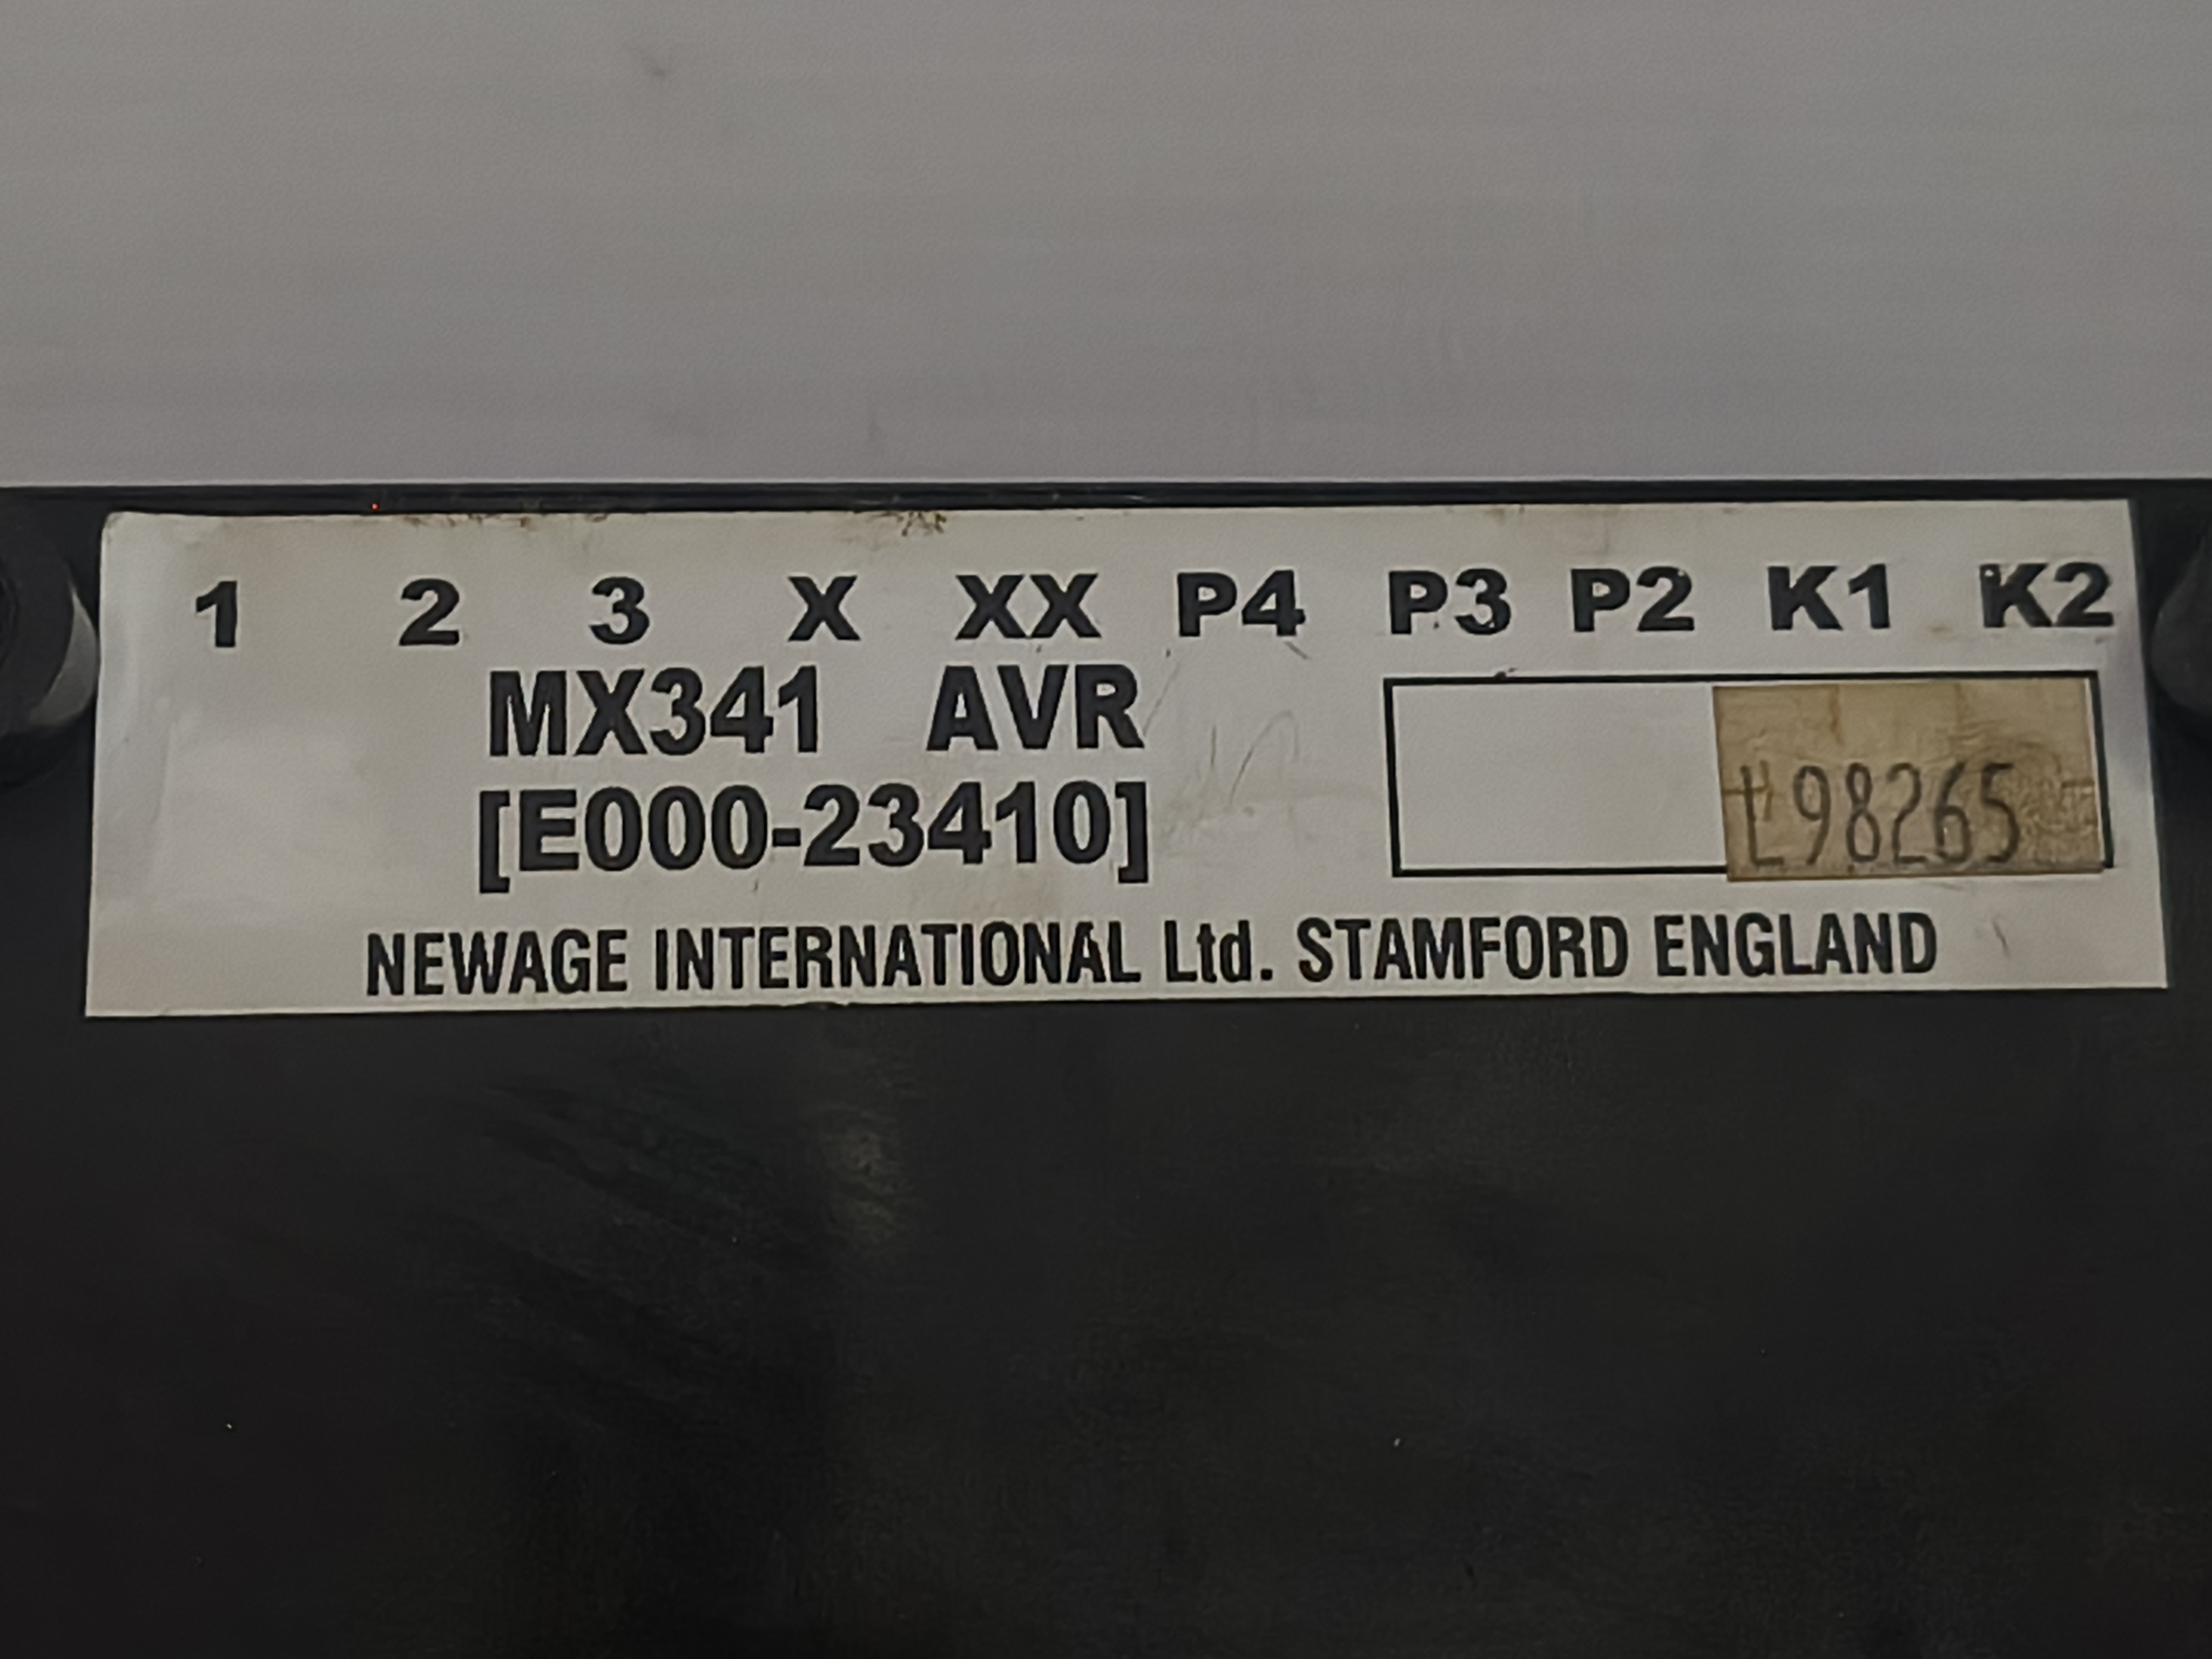 1 2 3 X XX P4 P3 P2 K1 K2
MX341 AVR
[E000-23410]
L98265
NEWAGE INTERNATIONAL Ltd. STAMFORD ENGLAND